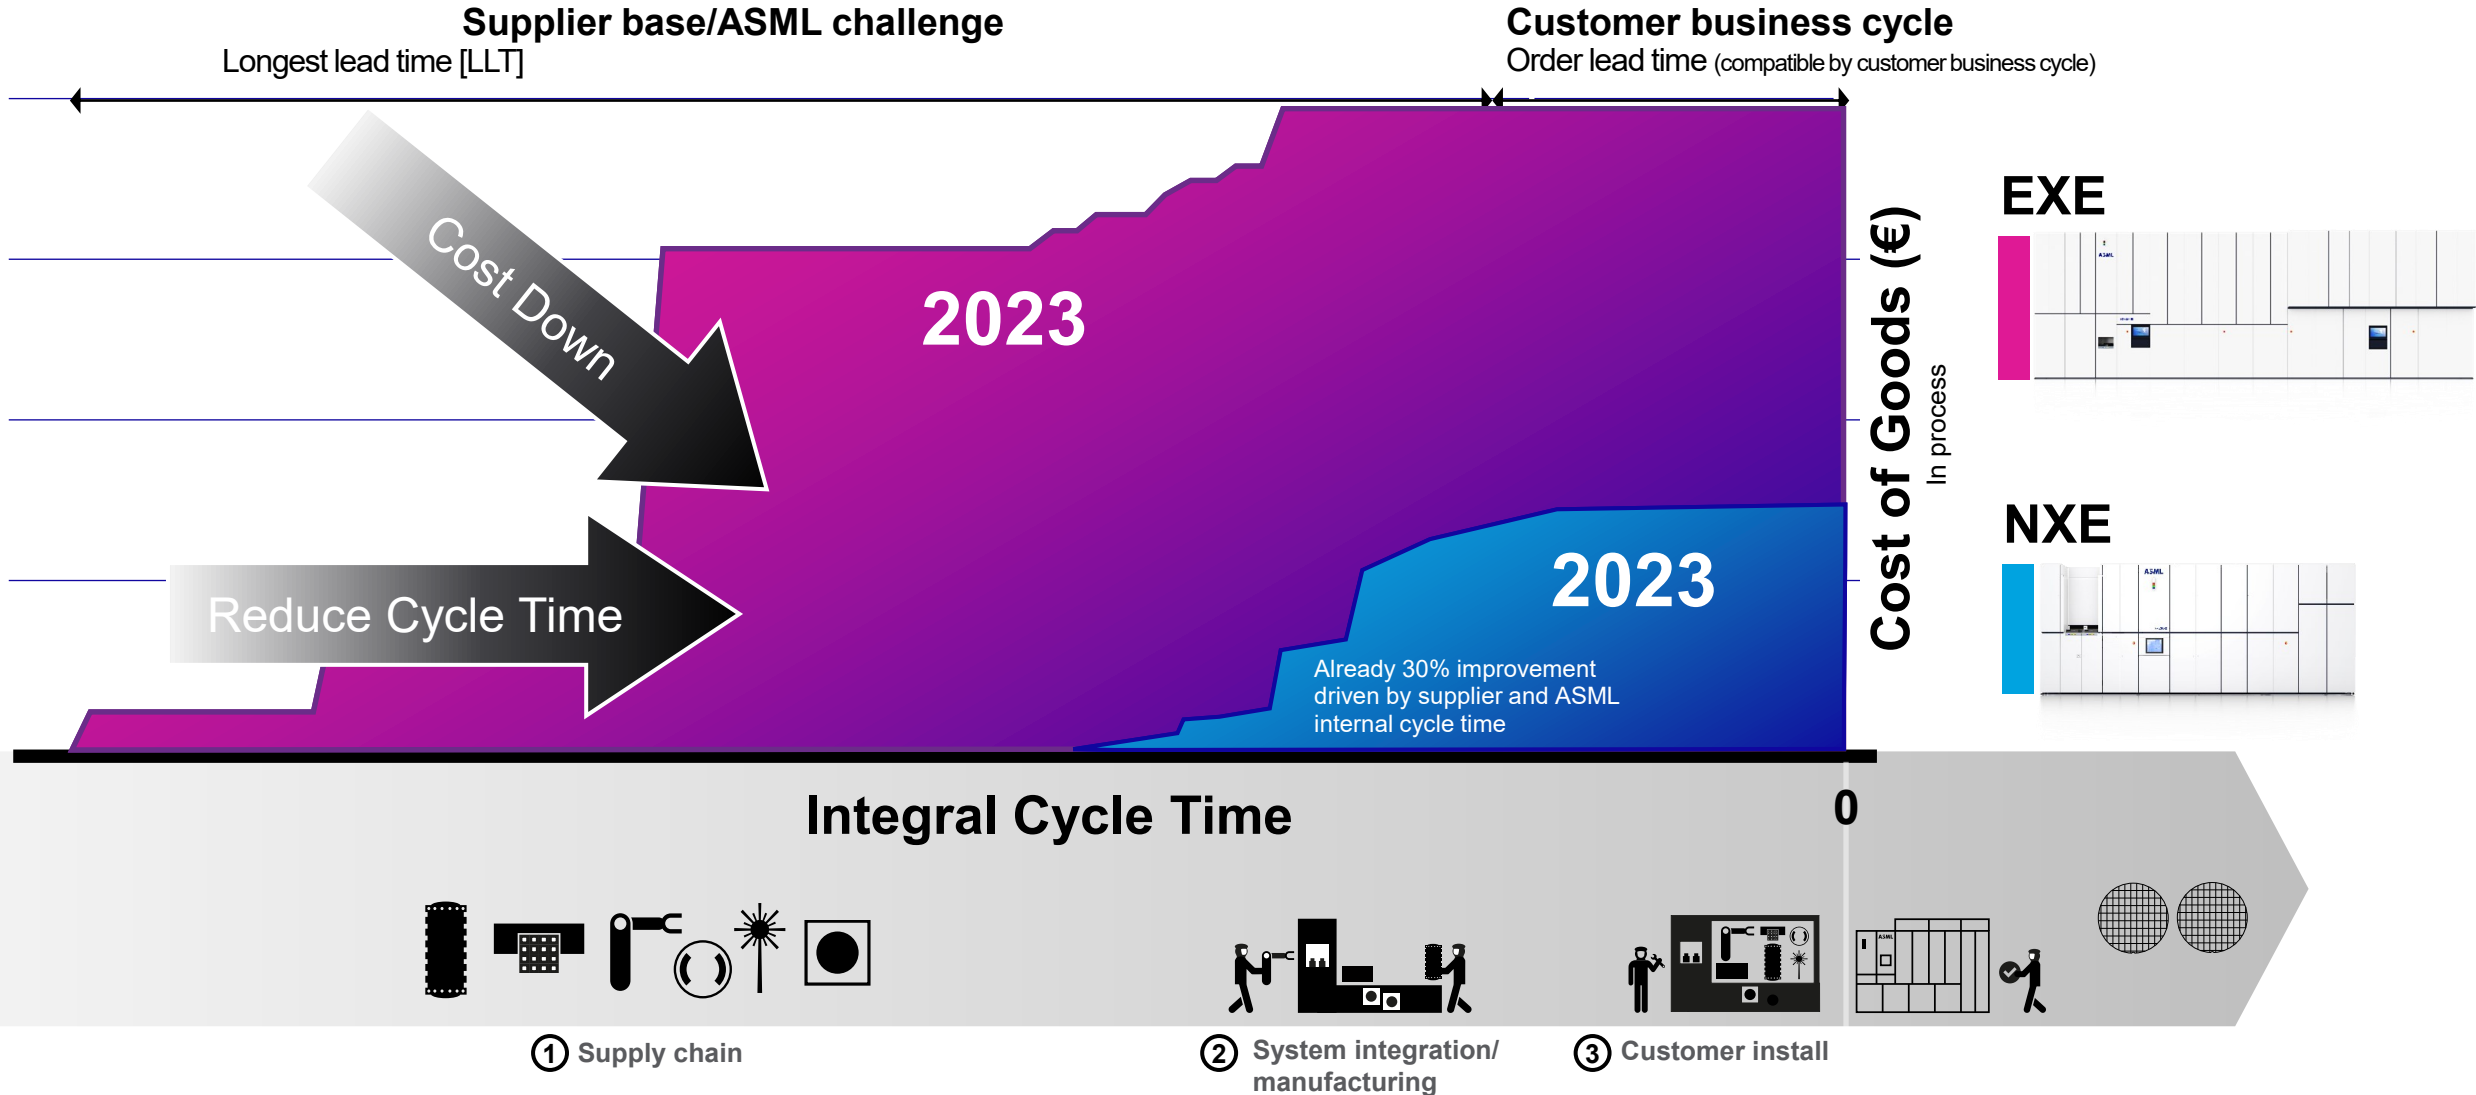 Supplier base/ASML challenge
Longest lead time [LLT]
Customer business cycle
Order lead time (compatible by customer business cycle)
Cost Down
Reduce Cycle Time
2023
2023
Already 30% improvement
driven by supplier and ASML
internal cycle time
Cost of Goods (€)
In process
EXE
ASML
NXE
ASML
Integral Cycle Time
0
ASML
1 Supply chain
2 System integration/
manufacturing
3 Customer install